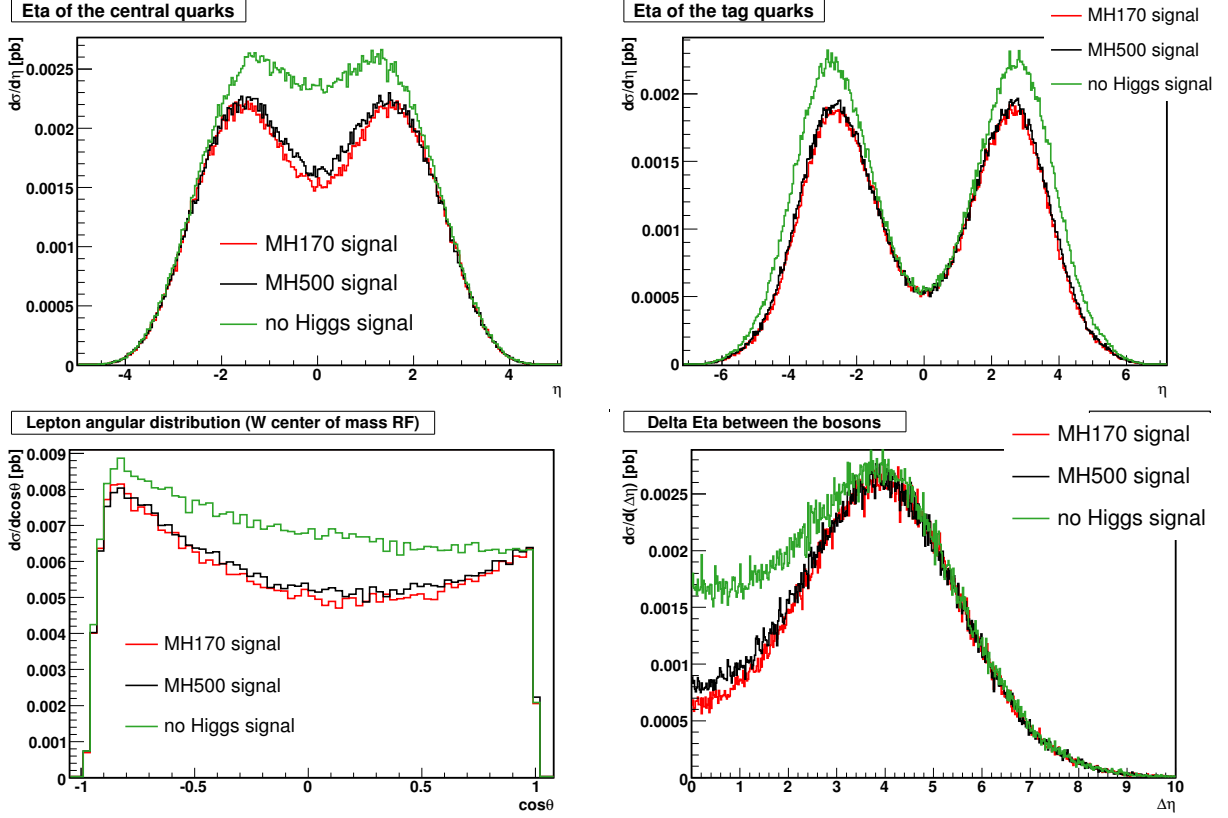 Eta of the central quarks
dσ/dη [pb]
0.0025
0.002
0.0015
0.001
0.0005
0
-4 -2 0 2 4
η
MH170 signal
MH500 signal
no Higgs signal
Eta of the tag quarks
dσ/dη [pb]
0.002
0.0015
0.001
0.0005
0
-6 -4 -2 0 2 4 6
η
MH170 signal
MH500 signal
no Higgs signal
Lepton angular distribution (W center of mass RF)
dσ/dcosθ [pb]
0.009
0.008
0.007
0.006
0.005
0.004
0.003
0.002
0.001
0
-1 -0.5 0 0.5 1
cosθ
MH170 signal
MH500 signal
no Higgs signal
Delta Eta between the bosons
dσ/d(Δη) [pb]
0.0025
0.002
0.0015
0.001
0.0005
0
0 1 2 3 4 5 6 7 8 9 10
Δη
MH170 signal
MH500 signal
no Higgs signal